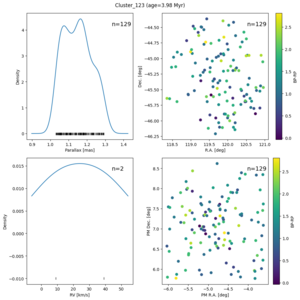 Cluster_123 (age=3.98 Myr)
n=129
Density
4
3
2
1
0
0.9 1.0 1.1 1.2 1.3 1.4
Parallax [mas]
n=129
Dec. [deg]
-44.50
-44.75
-45.00
-45.25
-45.50
-45.75
-46.00
-46.25
118.5 119.0 119.5 120.0 120.5 121.0
R.A. [deg]
BP-RP
2.5
2.0
1.5
1.0
0.5
0.0
n=2
Density
0.015
0.010
0.005
0.000
-0.005
-0.010
0 10 20 30 40 50
RV [km/s]
n=129
PM Dec. [deg]
8.5
8.0
7.5
7.0
-6.0 -5.5 -5.0 -4.5 -4.0
PM R.A. [deg]
BP-RP
2.5
2.0
1.5
1.0
0.5
0.0